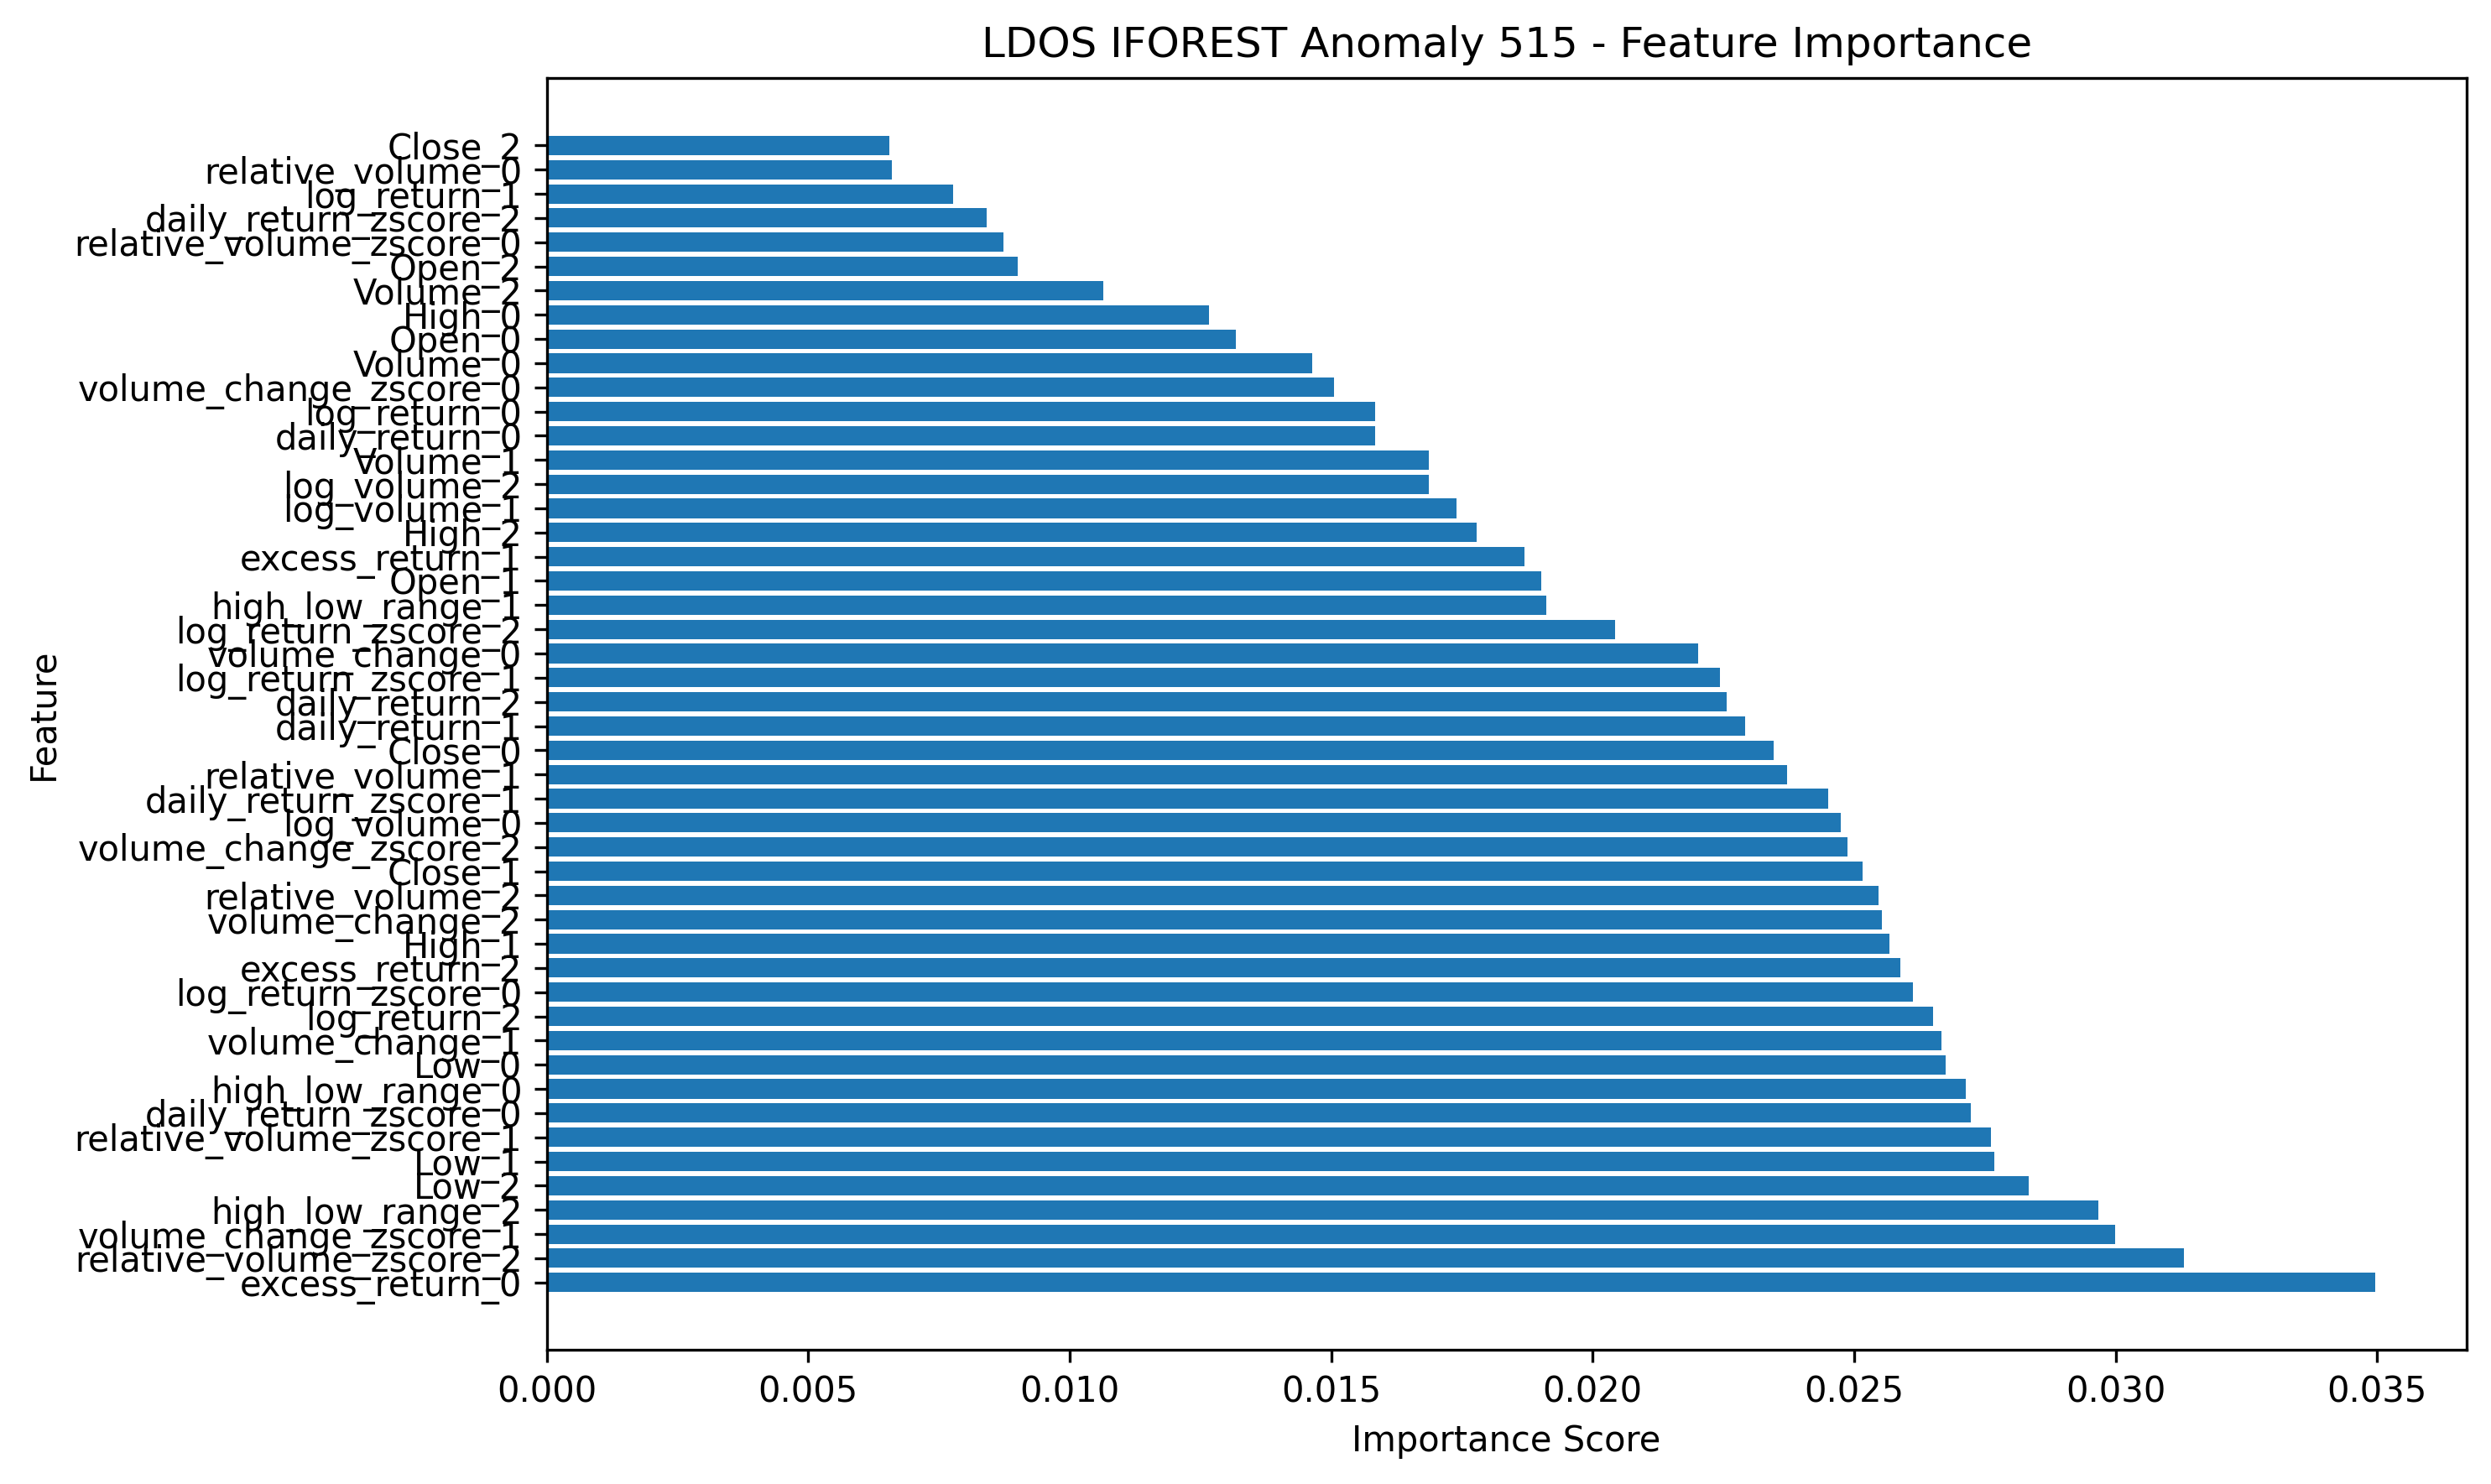 LDOS IFOREST Anomaly 515 - Feature Importance
Close_2
relative_volume_0
log_return_1
daily_return_zscore_2
relative_volume_zscore_0
Open_2
Volume_2
High_0
Open_0
Volume_0
volume_change_zscore_0
log_return_0
daily_return_0
Volume_1
log_volume_2
log_volume_1
High_2
excess_return_1
Open_1
high_low_range_1
log_return_zscore_2
volume_change_0
log_return_zscore_1
daily_return_2
daily_return_1
Close_0
relative_volume_1
daily_return_zscore_1
log_volume_0
volume_change_zscore_2
Close_1
relative_volume_2
volume_change_2
High_1
excess_return_2
log_return_zscore_0
log_return_2
volume_change_1
Low_0
high_low_range_0
daily_return_zscore_0
relative_volume_zscore_1
Low_1
Low_2
high_low_range_2
volume_change_zscore_1
relative_volume_zscore_2
excess_return_0
Feature
0.000 0.005 0.010 0.015 0.020 0.025 0.030 0.035
Importance Score